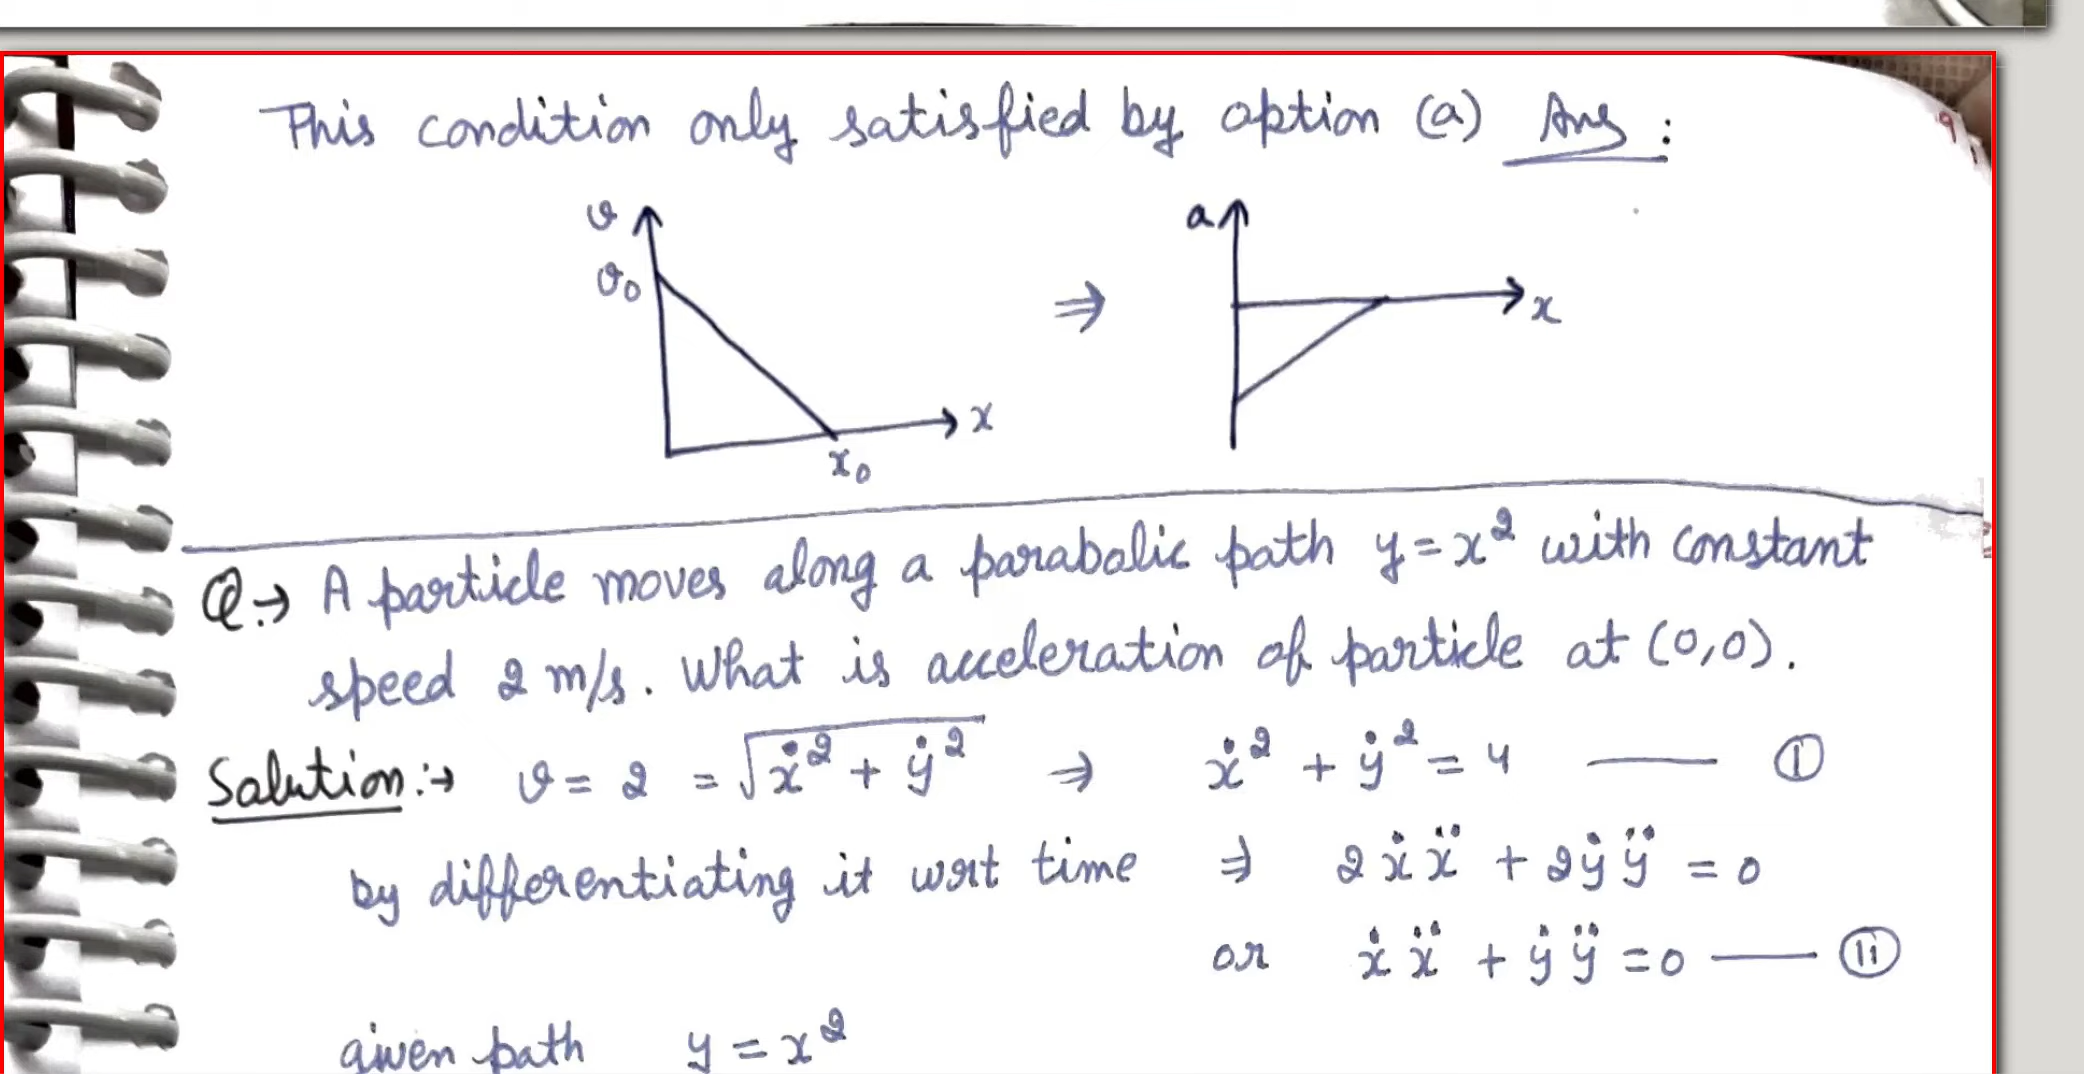 This condition only satisfied by option (a) Ans :
v
v₀
x
x₀
⇒
a
x
Q.→ A particle moves along a parabolic path y = x² with constant
speed 2 m/s. What is acceleration of particle at (0,0).
Solution :→ v = 2 = √(ẋ² + ẏ²) ⇒ ẋ² + ẏ² = 4 —— Ⓘ
by differentiating it wrt time ⇒ 2ẋẍ + 2ẏÿ = 0
or ẋẍ + ẏÿ = 0 —— (ii)
given path y = x²